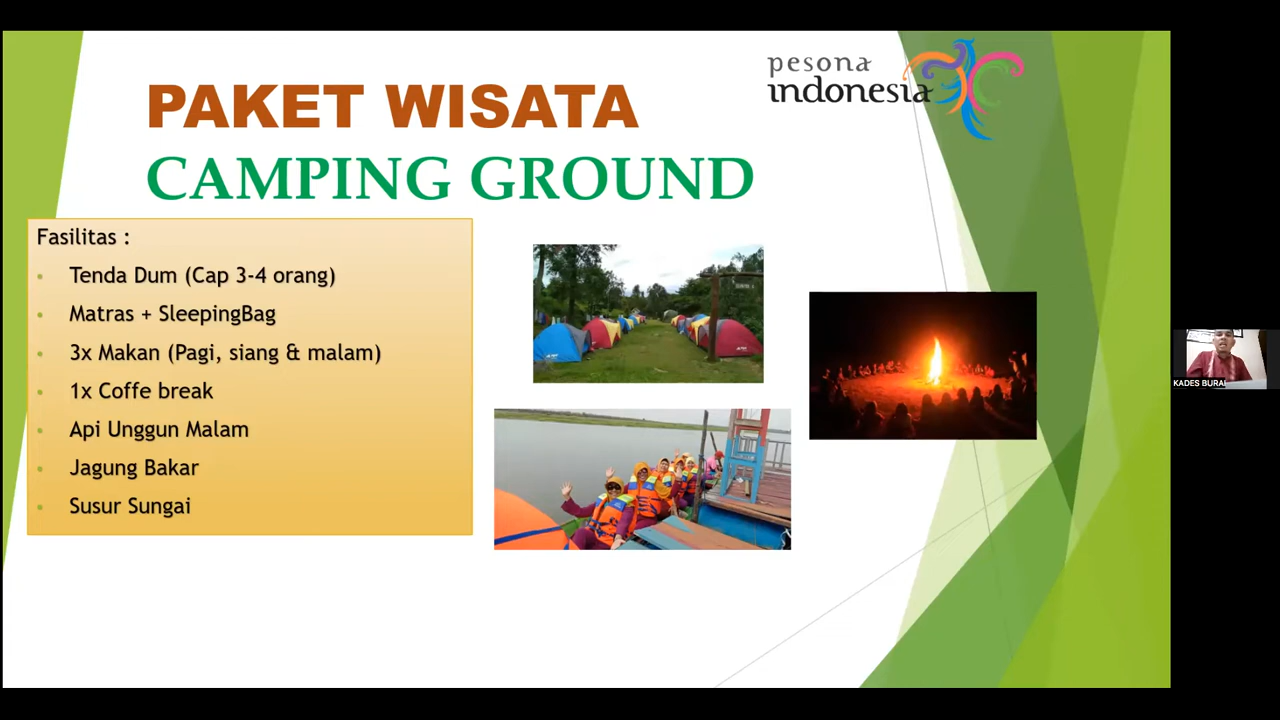 pesona
indonesia
PAKET WISATA
CAMPING GROUND
Fasilitas :
Tenda Dum (Cap 3-4 orang)
Matras + SleepingBag
3x Makan (Pagi, siang & malam)
1x Coffe break
Api Unggun Malam
Jagung Bakar
Susur Sungai
KADES BURAI